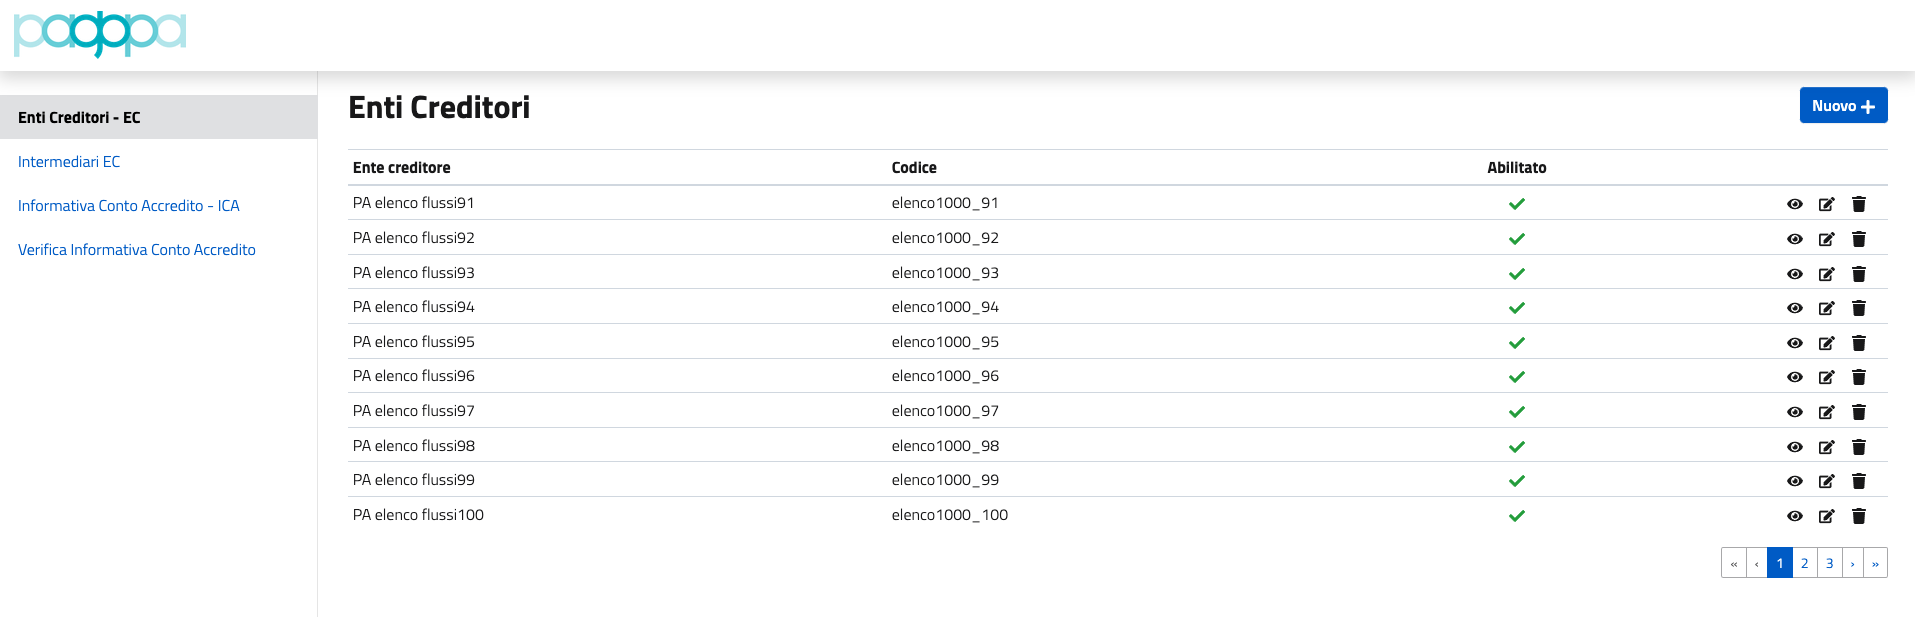 pagopa
Enti Creditori - EC
Intermediari EC
Informativa Conto Accredito - ICA
Verifica Informativa Conto Accredito
Enti Creditori
Nuovo
Ente creditore Codice Abilitato
PA elenco flussi91 elenco1000_91
PA elenco flussi92 elenco1000_92
PA elenco flussi93 elenco1000_93
PA elenco flussi94 elenco1000_94
PA elenco flussi95 elenco1000_95
PA elenco flussi96 elenco1000_96
PA elenco flussi97 elenco1000_97
PA elenco flussi98 elenco1000_98
PA elenco flussi99 elenco1000_99
PA elenco flussi100 elenco1000_100
« ‹ 1 2 3 › »